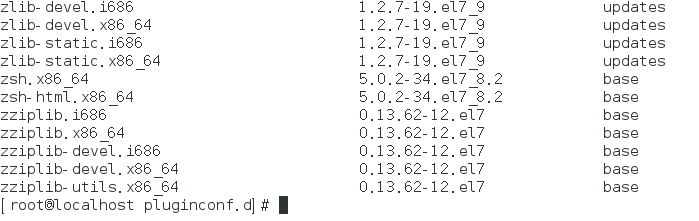 zlib-devel.i686 1.2.7-19.el7_9 updates
zlib-devel.x86_64 1.2.7-19.el7_9 updates
zlib-static.i686 1.2.7-19.el7_9 updates
zlib-static.x86_64 1.2.7-19.el7_9 updates
zsh.x86_64 5.0.2-34.el7_8.2 base
zsh-html.x86_64 5.0.2-34.el7_8.2 base
zziplib.i686 0.13.62-12.el7 base
zziplib.x86_64 0.13.62-12.el7 base
zziplib-devel.i686 0.13.62-12.el7 base
zziplib-devel.x86_64 0.13.62-12.el7 base
zziplib-utils.x86_64 0.13.62-12.el7 base
[root@localhost pluginconf.d]#